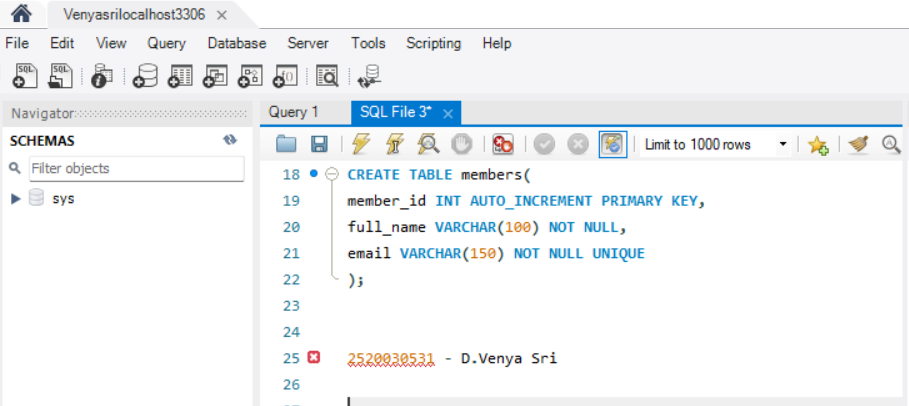 Venyasrilocalhost3306 ×
File Edit View Query Database Server Tools Scripting Help
Navigator
Query 1 SQL File 3* ×
SCHEMAS
Limit to 1000 rows
Filter objects
sys
18 CREATE TABLE members(
19 member_id INT AUTO_INCREMENT PRIMARY KEY,
20 full_name VARCHAR(100) NOT NULL,
21 email VARCHAR(150) NOT NULL UNIQUE
22 );
23
24
25 2520030531 - D.Venya Sri
26